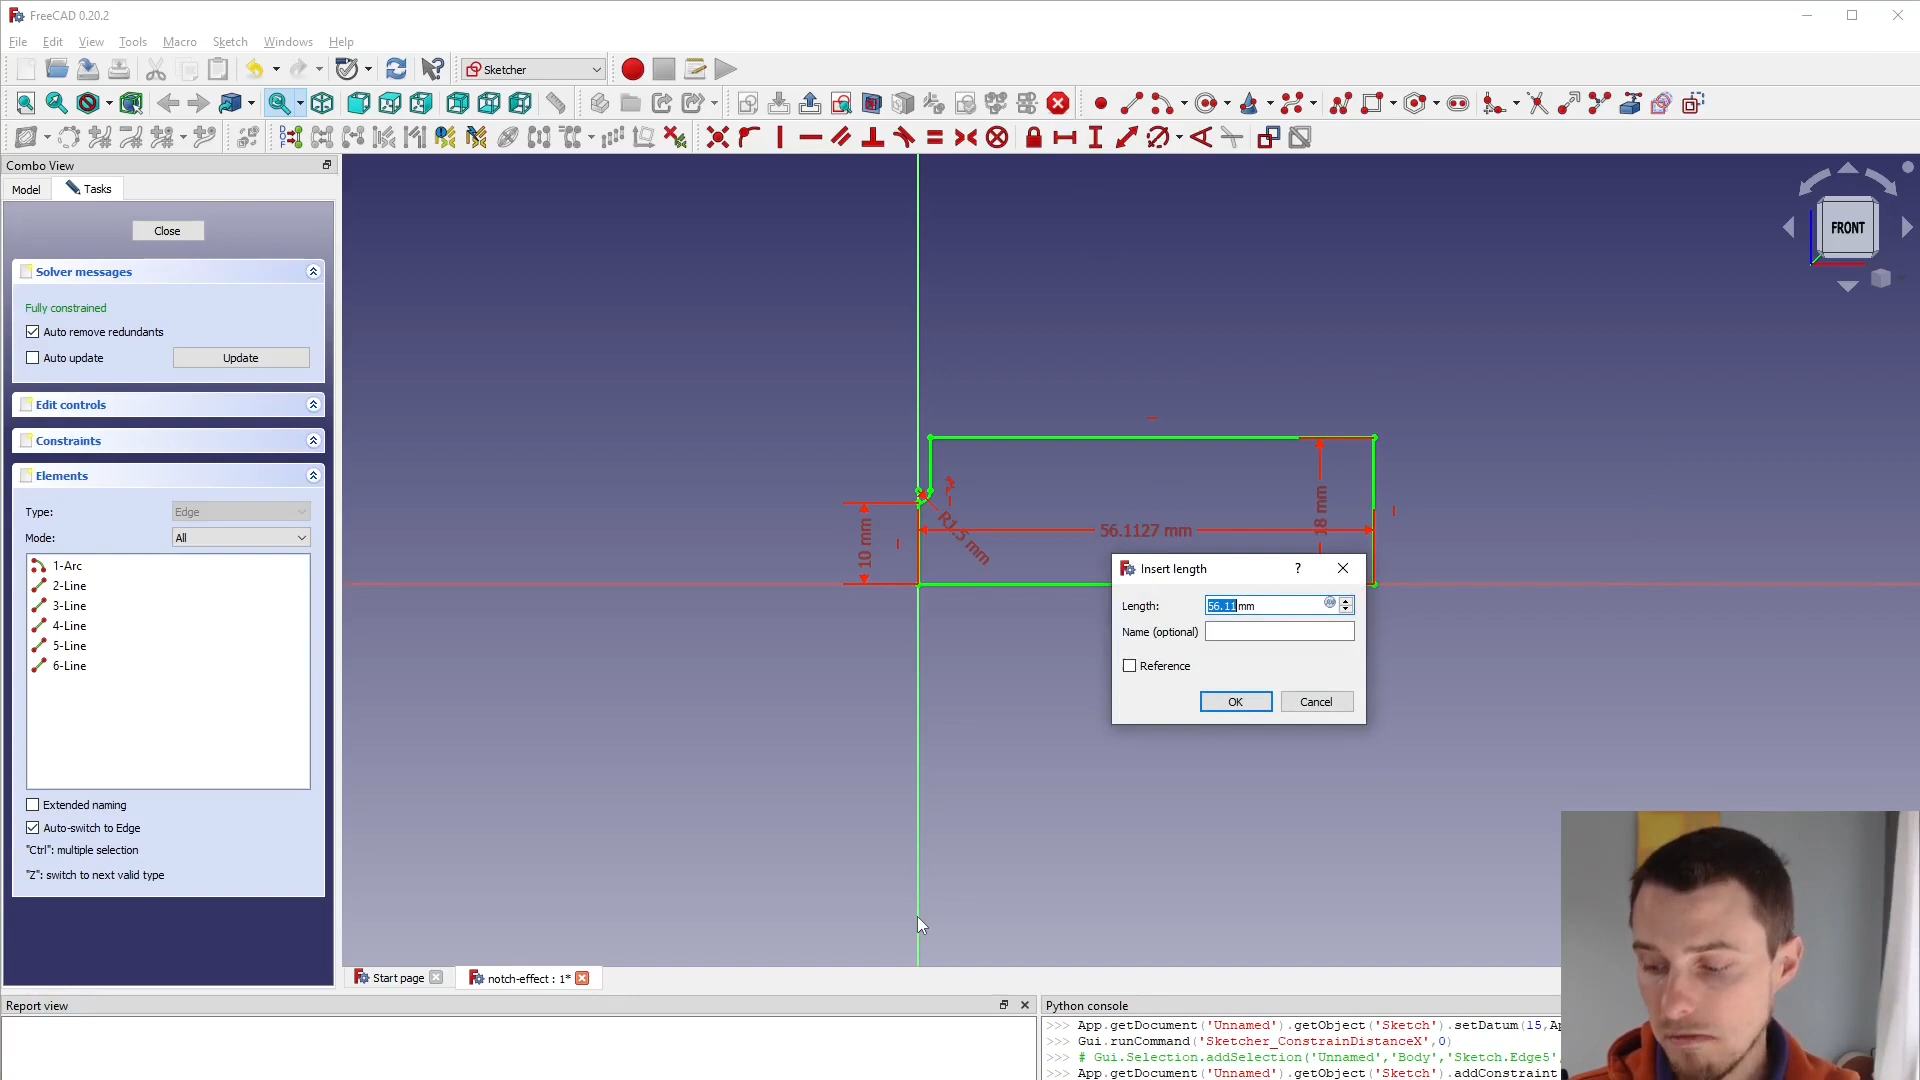 FreeCAD 0.20.2
File Edit View Tools Macro Sketch Windows Help
Sketcher
Combo View
Model
Tasks
Close
Solver messages
Fully constrained
Auto remove redundants
Auto update
Update
Edit controls
Constraints
Elements
Type:
Edge
Mode:
All
1-Arc
2-Line
3-Line
4-Line
5-Line
6-Line
Extended naming
Auto-switch to Edge
"Ctrl": multiple selection
"Z": switch to next valid type
FRONT
18 mm
10 mm
R1.5 mm
56.1127 mm
Insert length
?
Length:
56.11 mm
Name (optional)
Reference
OK
Cancel
Start page
notch-effect : 1*
Report view
Python console
>>> App.getDocument('Unnamed').getObject('Sketch').setDatum(15,Ap
>>> Gui.runCommand('Sketcher_ConstrainDistanceX',0)
>>> # Gui.Selection.addSelection('Unnamed','Body','Sketch.Edge5',
>>> App.getDocument('Unnamed').getObject('Sketch').addConstraint